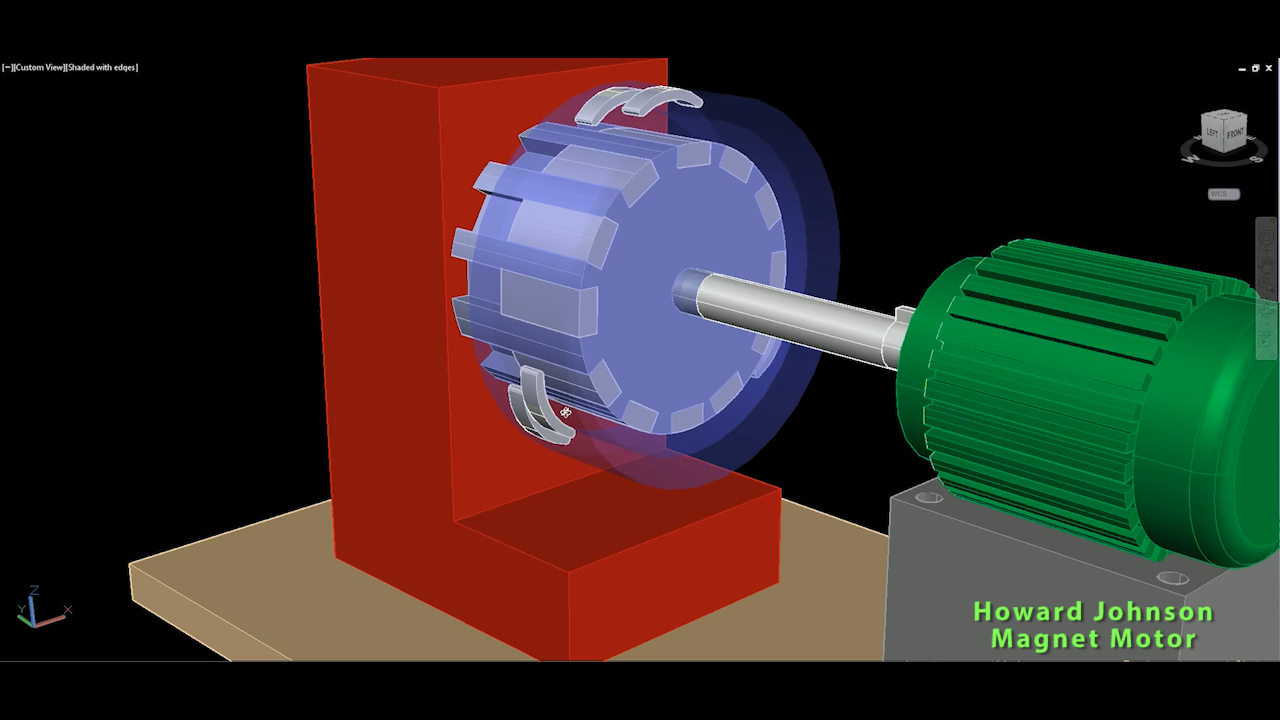 [−][Custom View][Shaded with edges]
LEFT FRONT
W S
WCS
Z
Y X
Howard Johnson
Magnet Motor